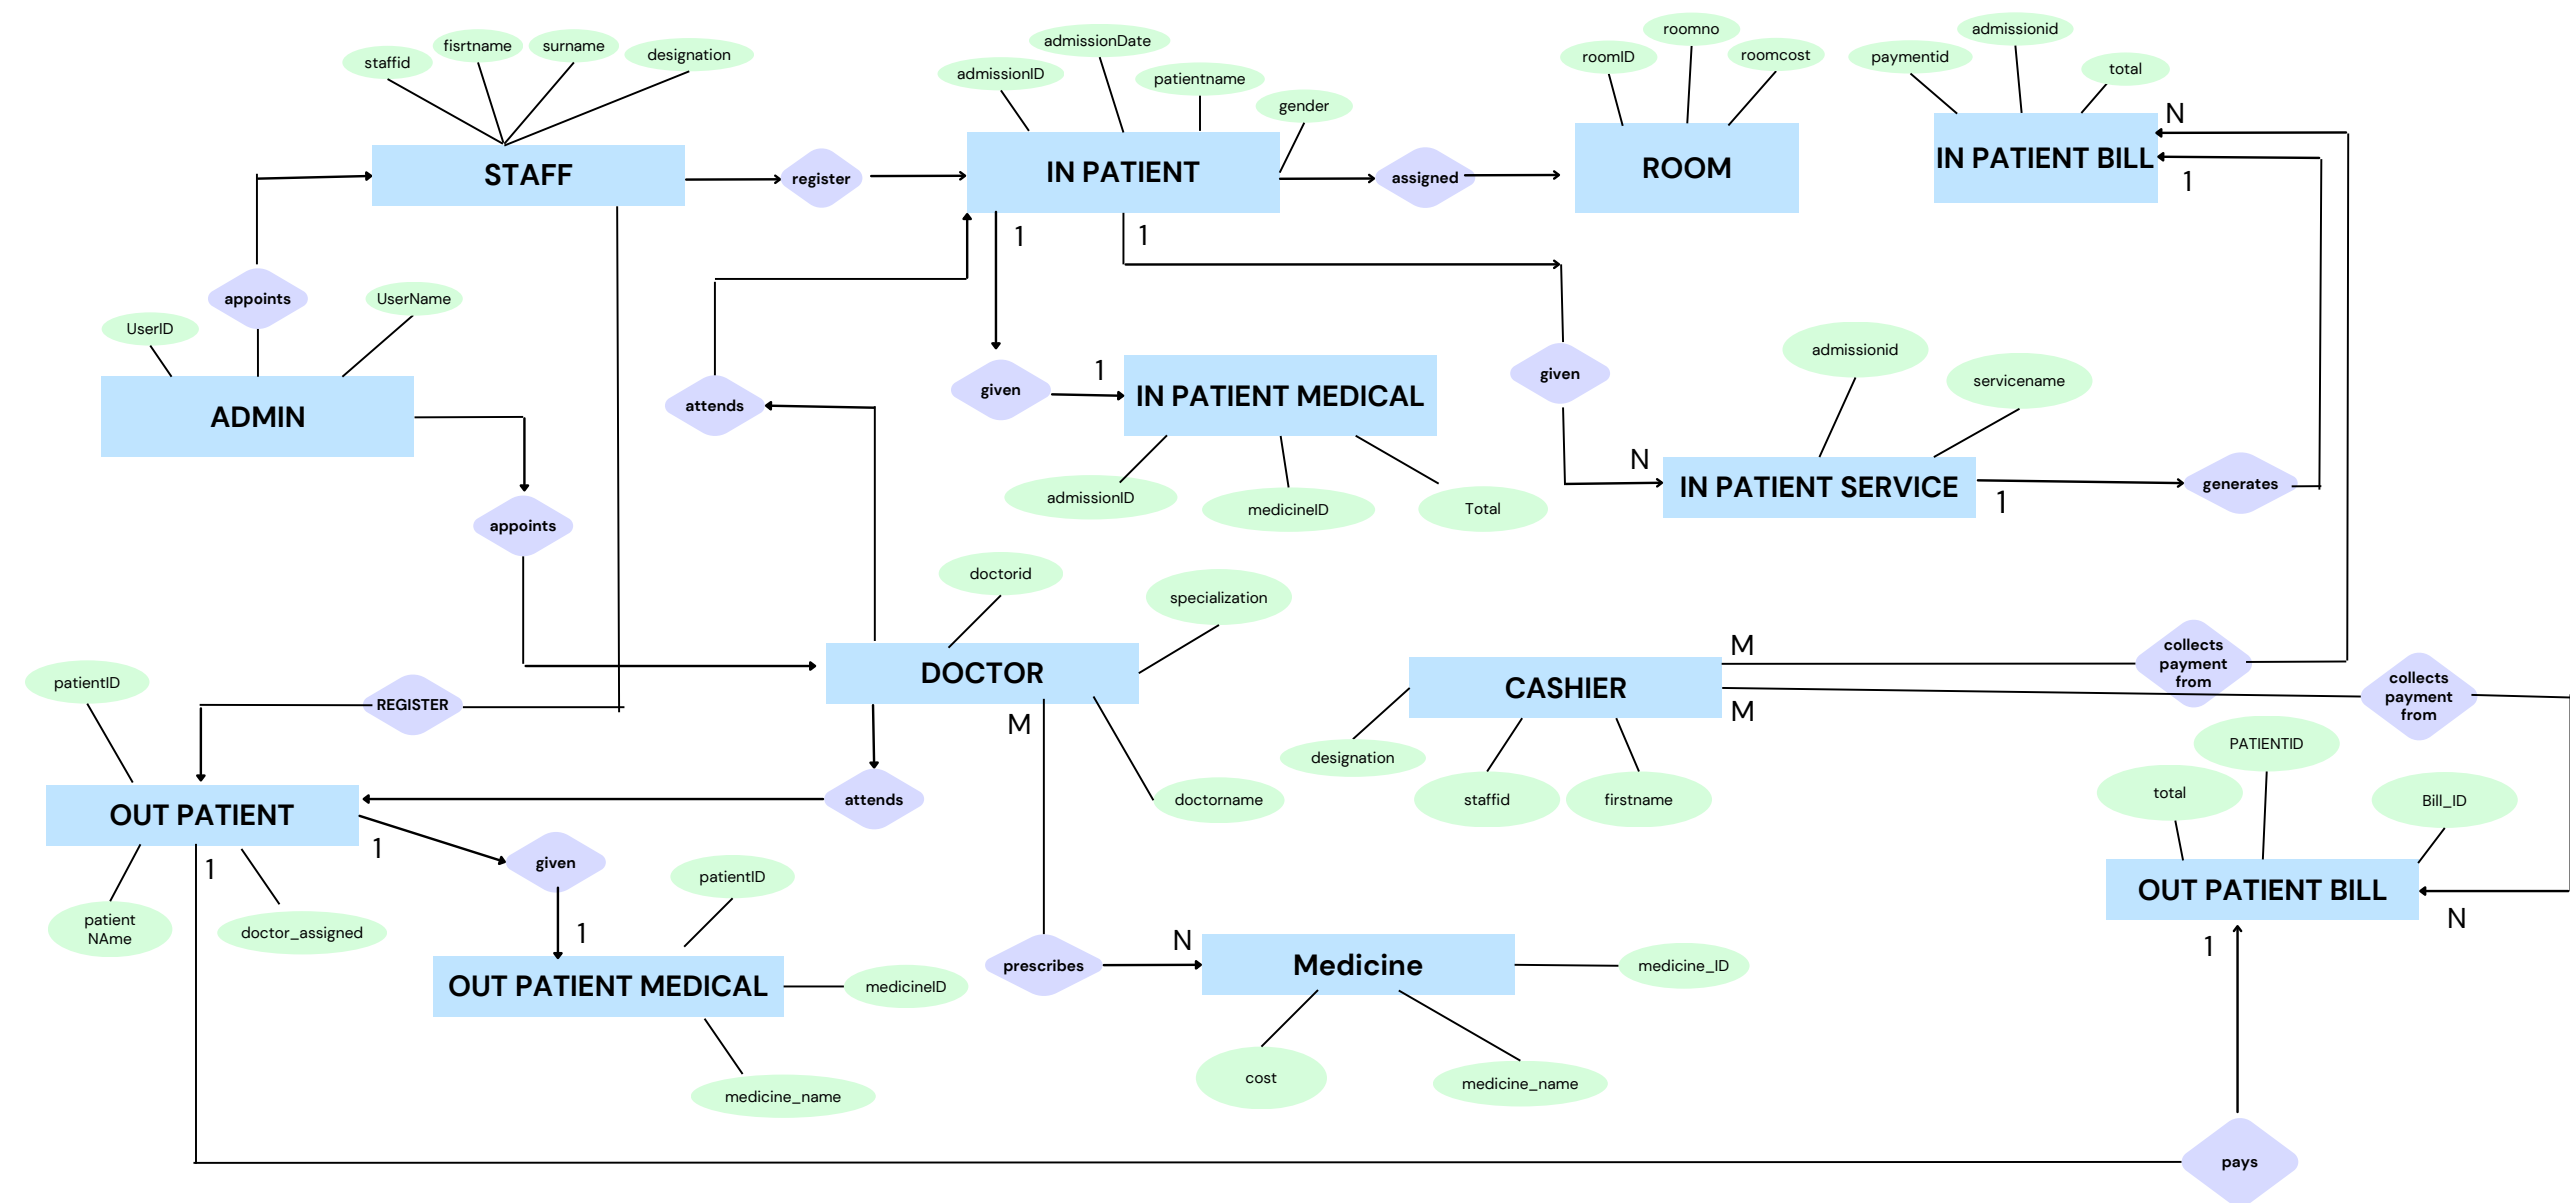 roomno
admissionid
fisrtname
surname
admissionDate
designation
staffid
admissionID
patientname
roomID
roomcost
paymentid
total
gender
N
STAFF
register
IN PATIENT
assigned
ROOM
IN PATIENT BILL
1
1
1
appoints
UserName
UserID
ADMIN
attends
given
1
IN PATIENT MEDICAL
given
admissionid
servicename
N
IN PATIENT SERVICE
1
generates
admissionID
medicineID
Total
appoints
doctorid
specialization
DOCTOR
M
CASHIER
M
M
collects
payment
from
collects
payment
from
patientID
REGISTER
designation
staffid
firstname
PATIENTID
total
Bill_ID
OUT PATIENT
1
1
attends
doctorname
given
patient
NAme
doctor_assigned
patientID
1
OUT PATIENT MEDICAL
medicineID
medicine_name
prescribes
N
Medicine
medicine_ID
cost
medicine_name
OUT PATIENT BILL
N
1
pays